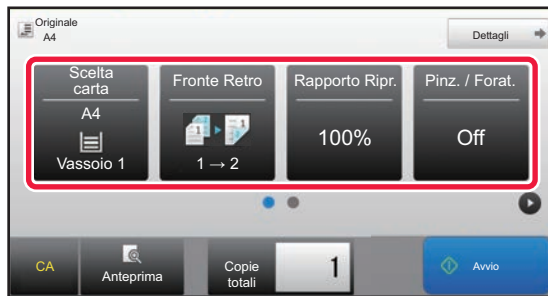 Originale
A4
Dettagli
Scelta
carta
A4
Vassoio 1
Fronte Retro
1 → 2
Rapporto Ripr.
100%
Pinz. / Forat.
Off
CA
Anteprima
Copie
totali
1
Avvio